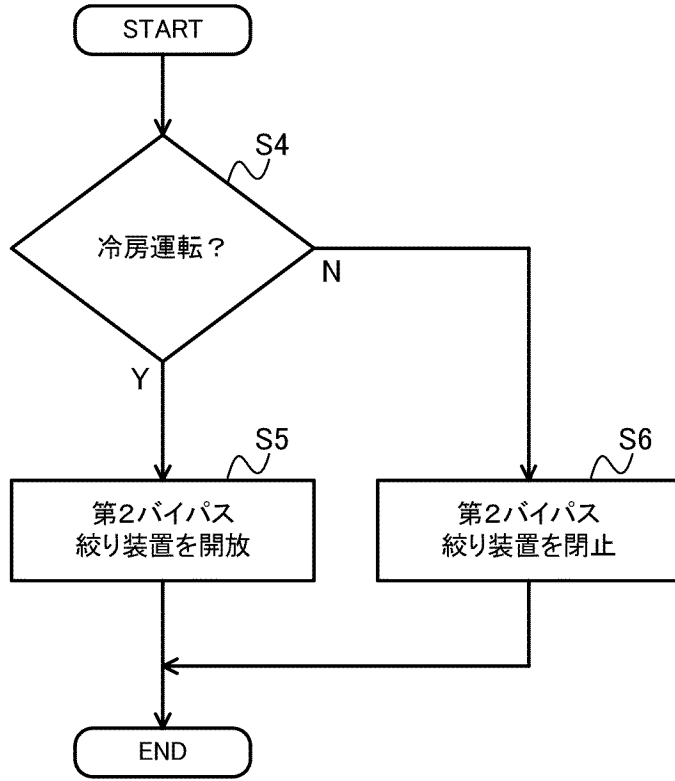 START
S4
冷房運転？
N
Y
S5
第２バイパス
絞り装置を開放
S6
第２バイパス
絞り装置を閉止
END